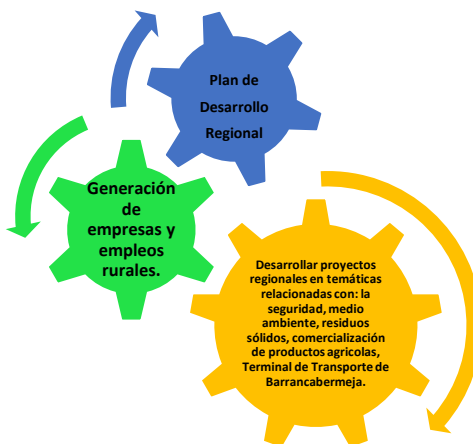 Plan de
Desarrollo
Regional
Generación
de
empresas y
empleos
rurales.
Desarrollar proyectos
regionales en temáticas
relacionadas con: la
seguridad, medio
ambiente, residuos
sólidos, comercialización
de productos agricolas,
Terminal de Transporte de
Barrancabermeja.